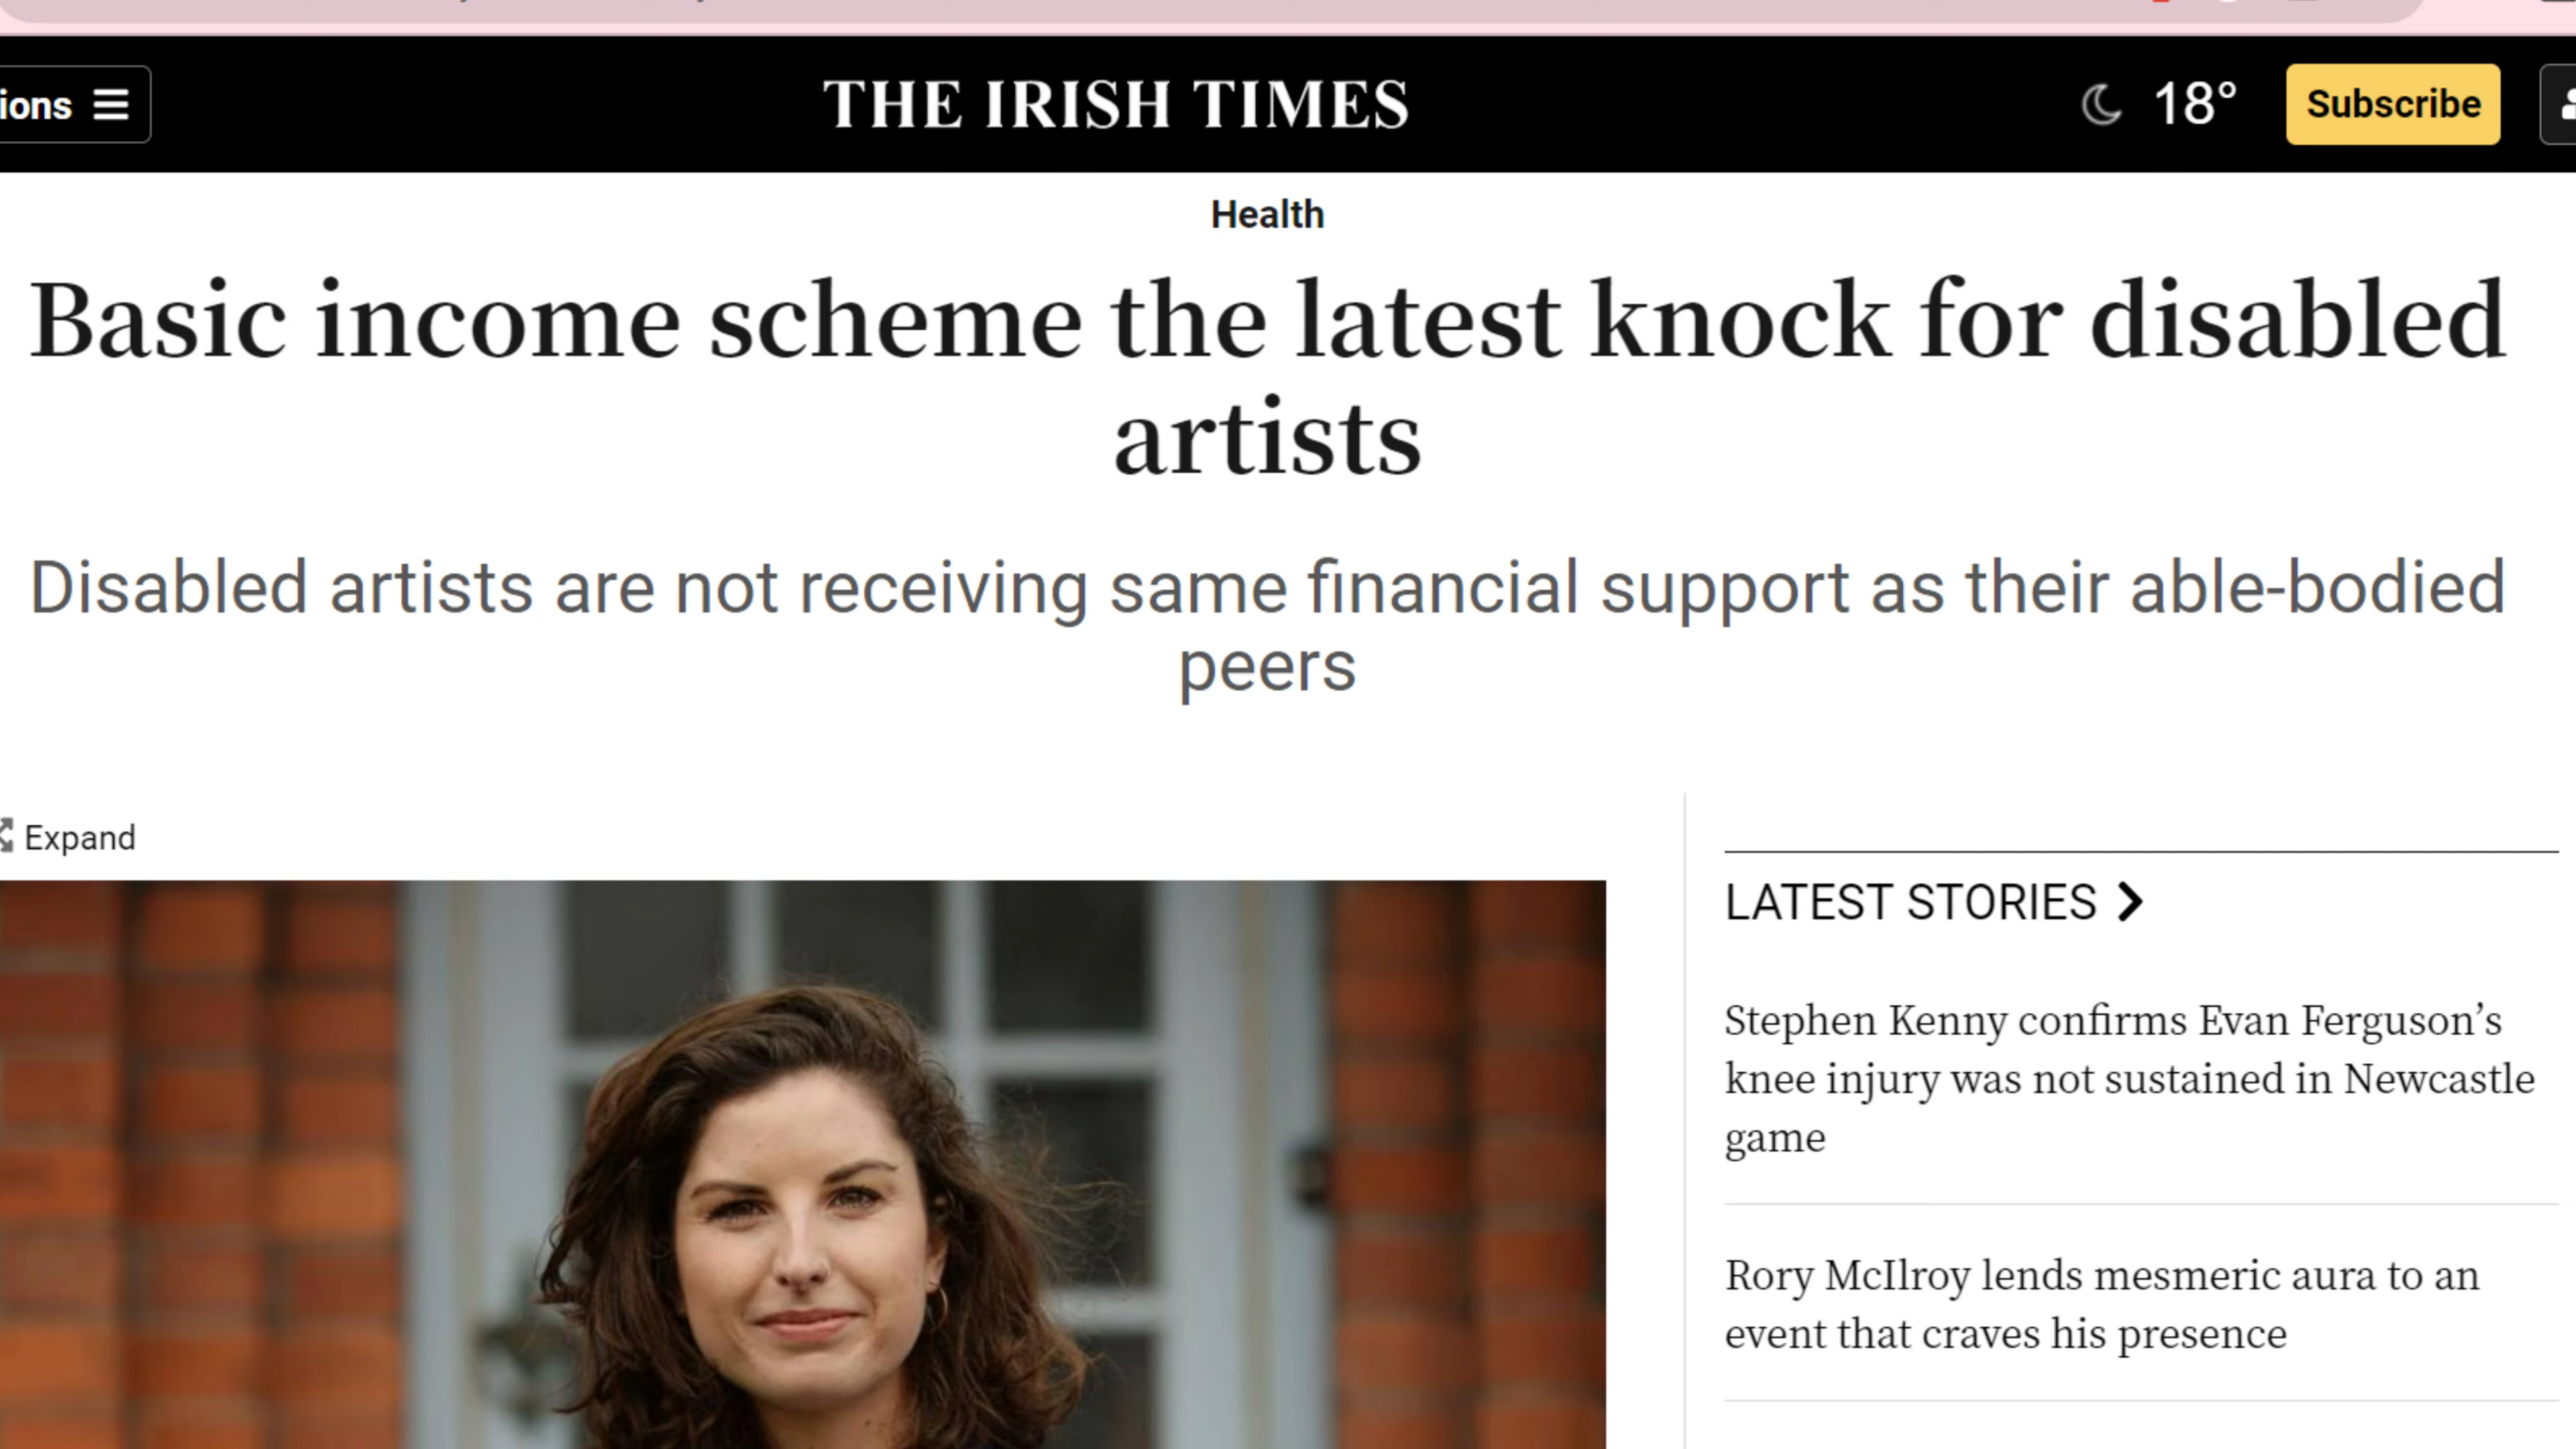 ions
THE IRISH TIMES
18°
Subscribe
Health
Basic income scheme the latest knock for disabled
artists
Disabled artists are not receiving same financial support as their able-bodied
peers
Expand
LATEST STORIES
Stephen Kenny confirms Evan Ferguson’s
knee injury was not sustained in Newcastle
game
Rory McIlroy lends mesmeric aura to an
event that craves his presence